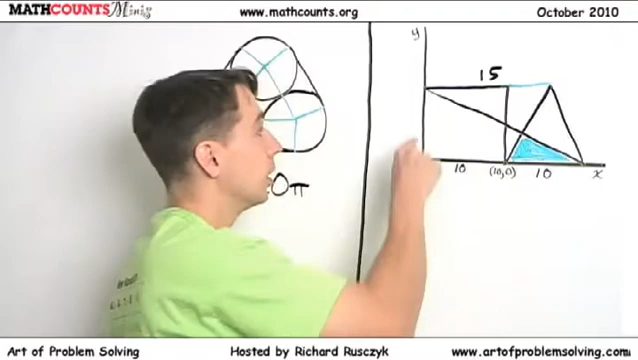 MATHCOUNTS Minis
www.mathcounts.org
October 2010
y
15
0π
10
(10,0)
10
x
Art of Problem Solving
Hosted by Richard Rusczyk
www.artofproblemsolving.com